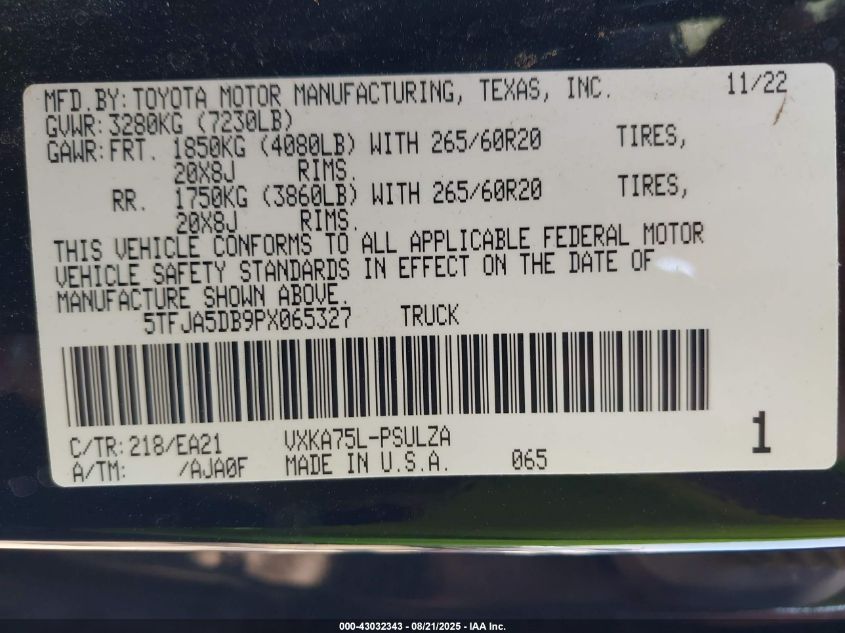 MFD.BY: TOYOTA MOTOR MANUFACTURING, TEXAS, INC. 11/22
GVWR: 3280KG (7230LB)
GAWR: FRT. 1850KG (4080LB) WITH 265/60R20 TIRES,
20X8J RIMS.
RR. 1750KG (3860LB) WITH 265/60R20 TIRES,
20X8J RIMS.
THIS VEHICLE CONFORMS TO ALL APPLICABLE FEDERAL MOTOR
VEHICLE SAFETY STANDARDS IN EFFECT ON THE DATE OF
MANUFACTURE SHOWN ABOVE.
5TFJA5DB9PX065327 TRUCK
C/TR: 218/EA21 VXKA75L-PSULZA 1
A/TM: /AJA0F MADE IN U.S.A. 065
000-43032343 - 08/21/2025 - IAA Inc.